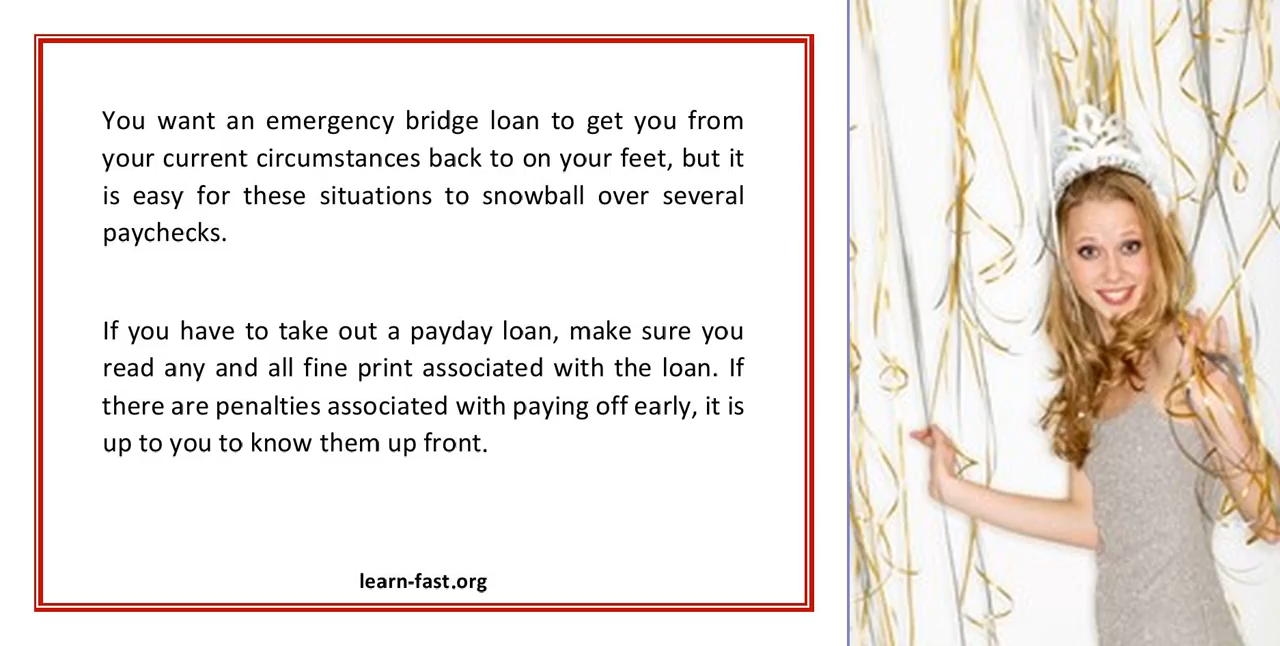 You want an emergency bridge loan to get you from
your current circumstances back to on your feet, but it
is easy for these situations to snowball over several
paychecks.
If you have to take out a payday loan, make sure you
read any and all fine print associated with the loan. If
there are penalties associated with paying off early, it is
up to you to know them up front.
learn-fast.org